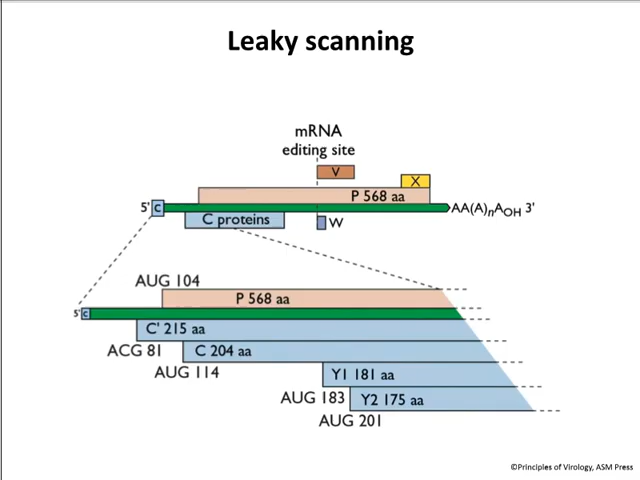 Leaky scanning
mRNA
editing site
V
X
P 568 aa
5' c AA(A)nAOH 3'
C proteins
W
AUG 104
P 568 aa
5' c
C' 215 aa
ACG 81
C 204 aa
AUG 114
Y1 181 aa
AUG 183
Y2 175 aa
AUG 201
©Principles of Virology, ASM Press